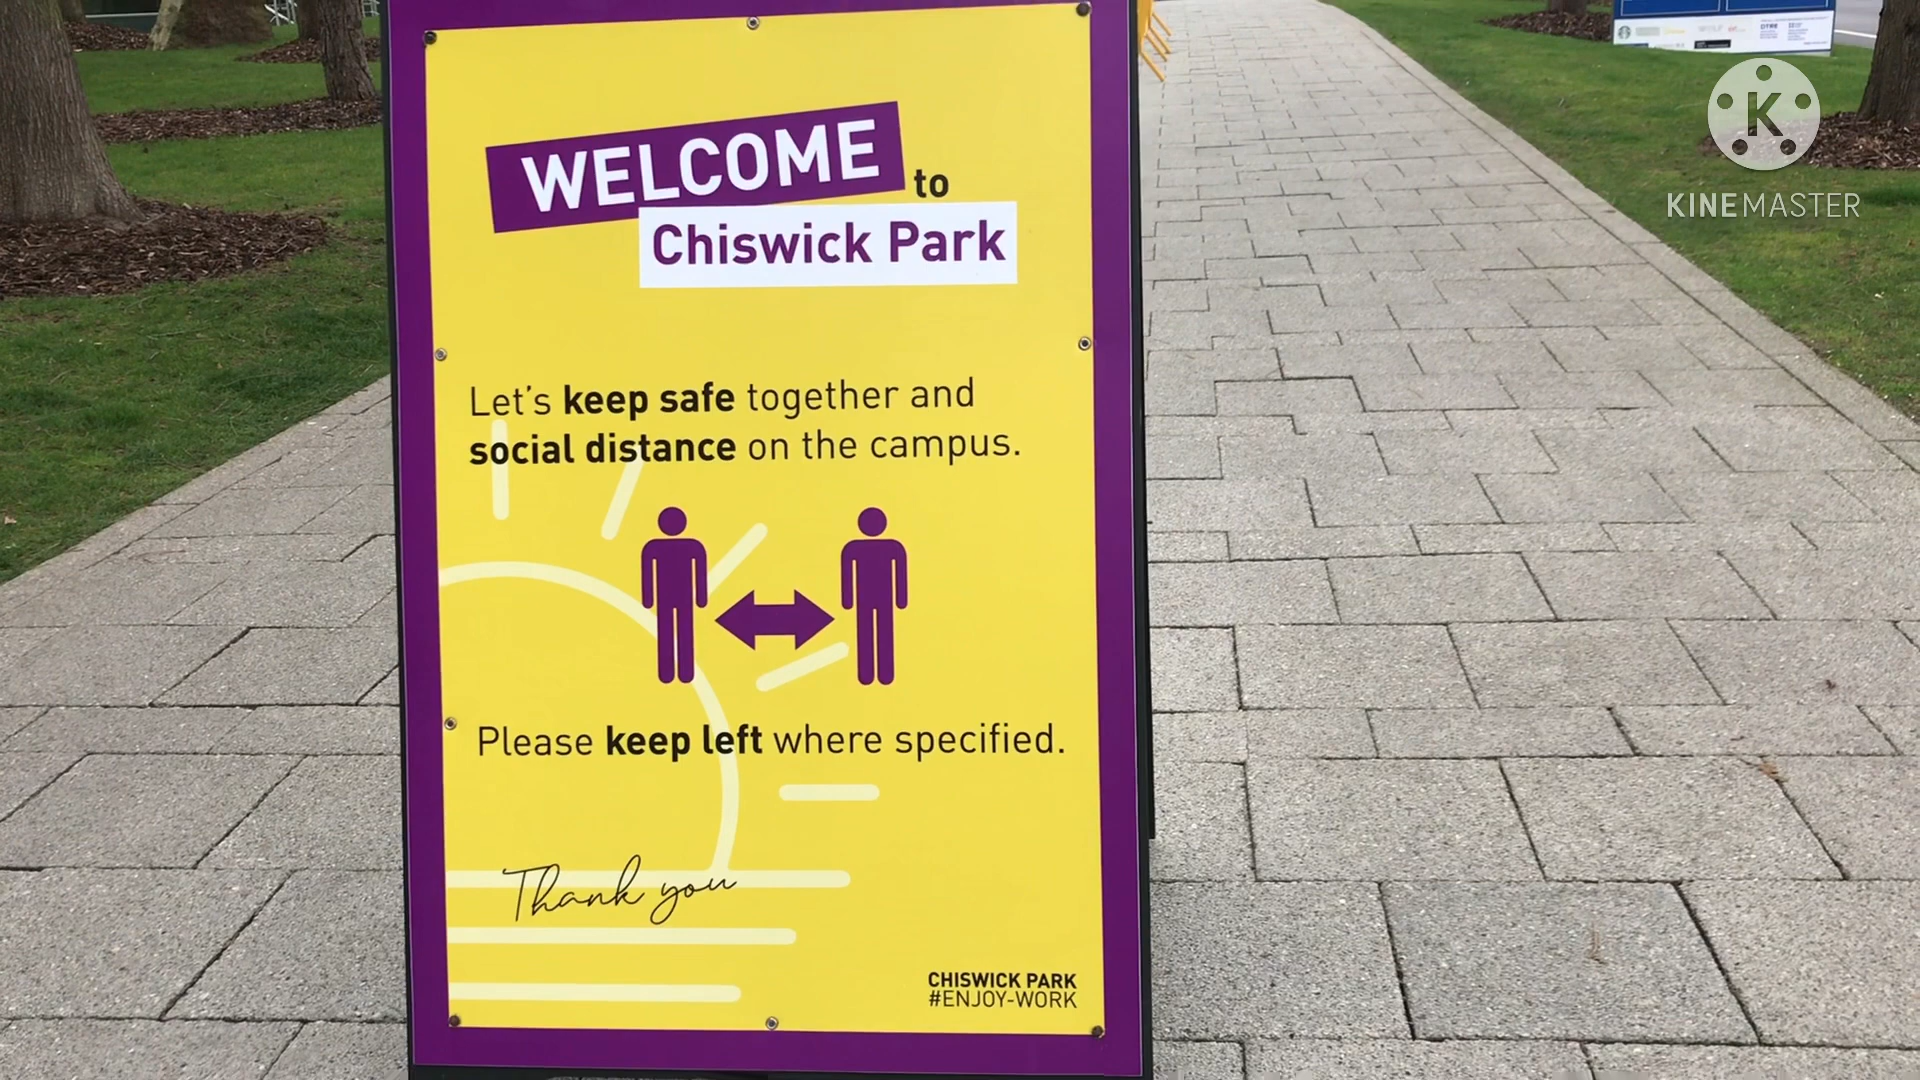 WELCOME to
Chiswick Park
Let's keep safe together and
social distance on the campus.
Please keep left where specified.
Thank you
CHISWICK PARK
#ENJOY-WORK
K
KINEMASTER